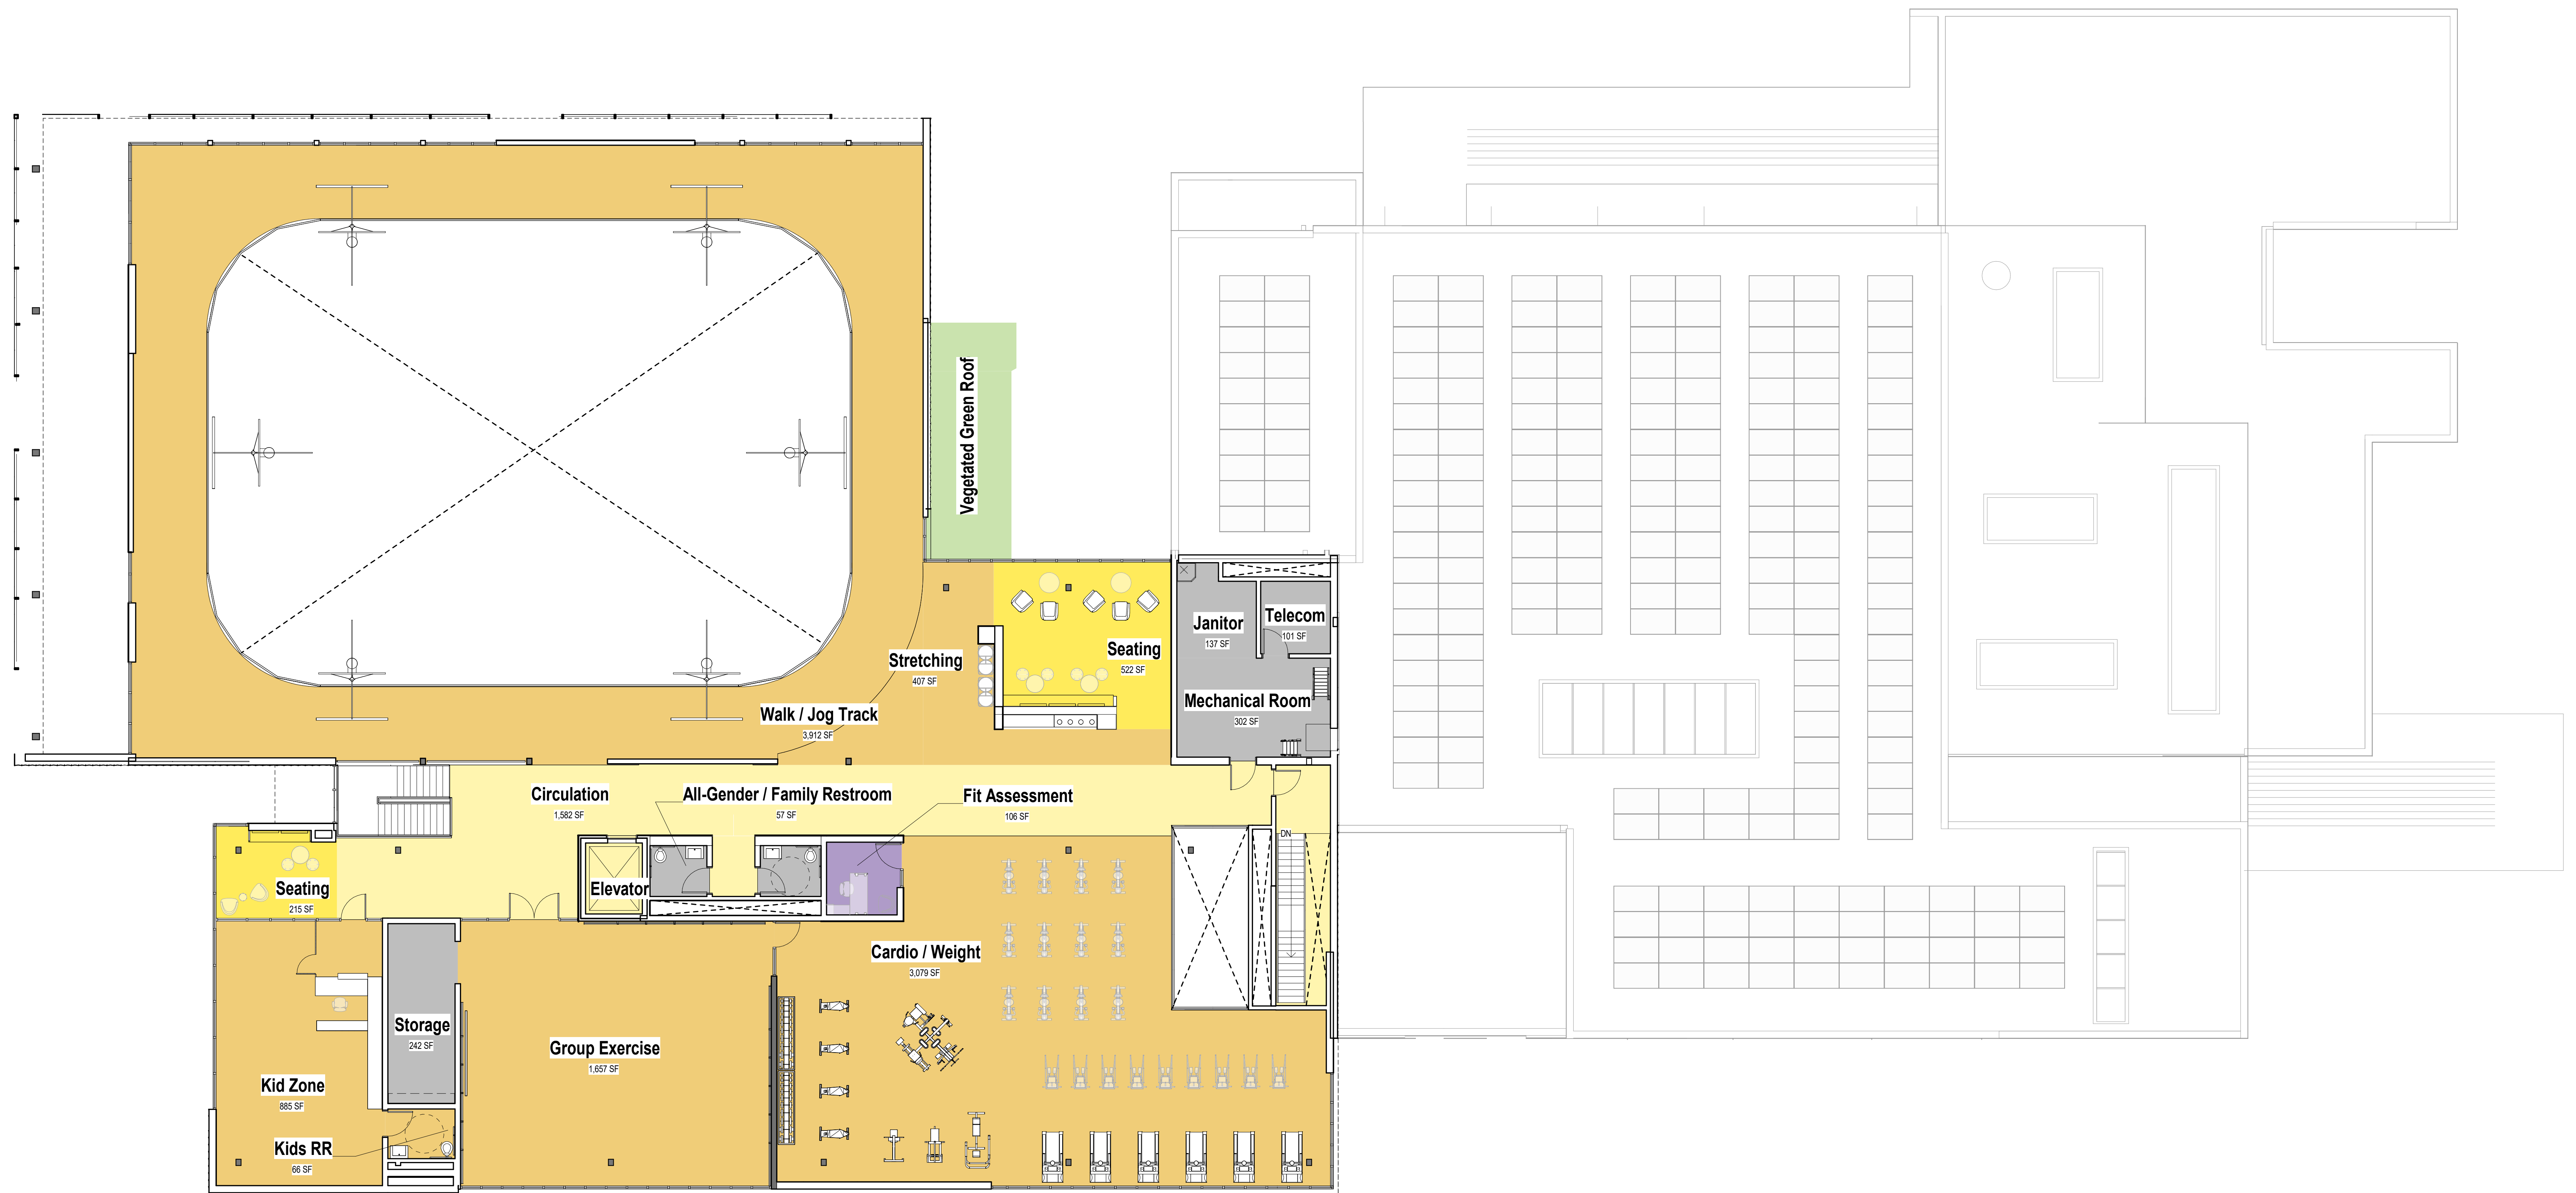 Vegetated Green Roof
Janitor
137 SF
Telecom
101 SF
Stretching
407 SF
Seating
522 SF
Mechanical Room
302 SF
Walk / Jog Track
3,912 SF
Circulation
1,582 SF
All-Gender / Family Restroom
57 SF
Fit Assessment
106 SF
DN
Seating
215 SF
Elevator
Cardio / Weight
3,079 SF
Storage
242 SF
Group Exercise
1,657 SF
Kid Zone
885 SF
Kids RR
66 SF